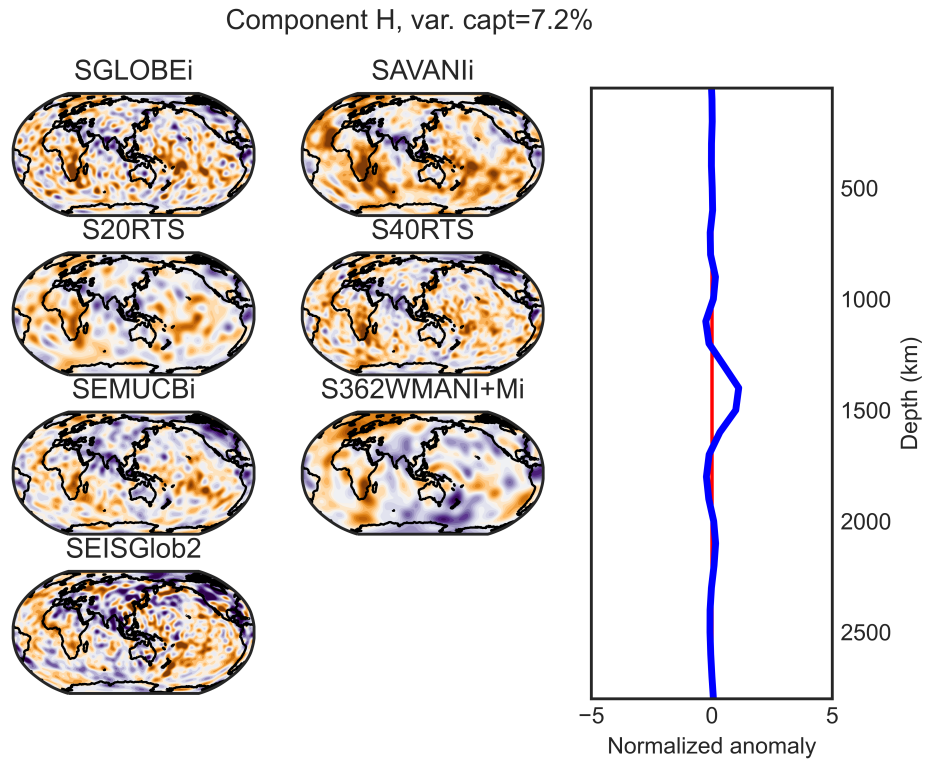 Component H, var. capt=7.2%
SGLOBEi
SAVANIi
S20RTS
S40RTS
SEMUCBi
S362WMANI+Mi
SEISGlob2
500
1000
1500
2000
2500
Depth (km)
−5
0
5
Normalized anomaly